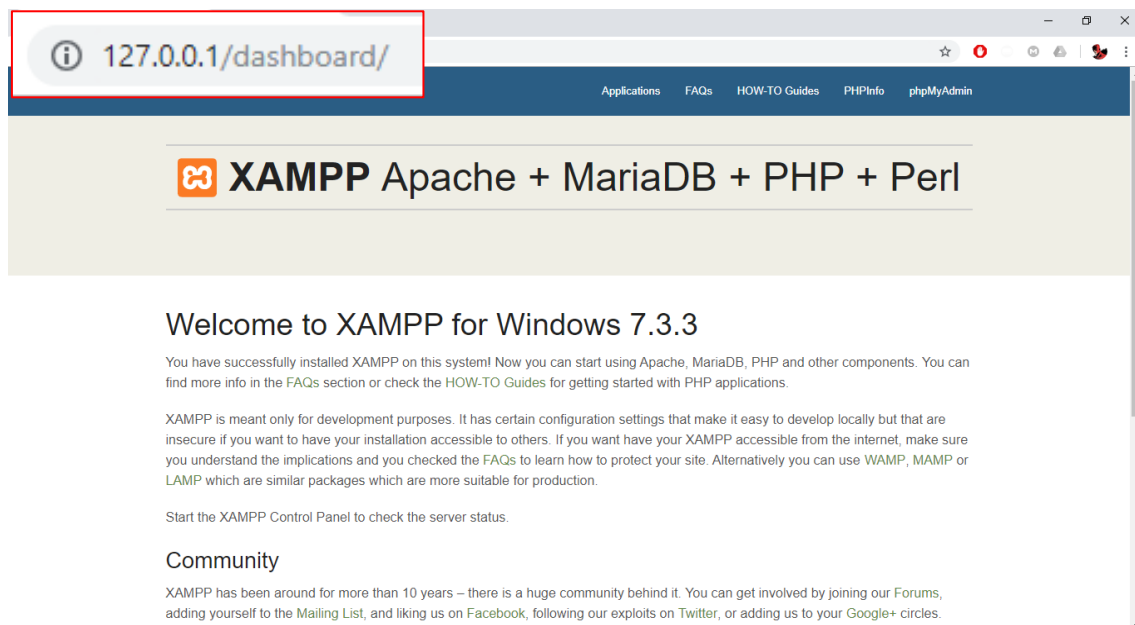 127.0.0.1/dashboard/
Applications FAQs HOW-TO Guides PHPInfo phpMyAdmin
XAMPP Apache + MariaDB + PHP + Perl
Welcome to XAMPP for Windows 7.3.3
You have successfully installed XAMPP on this system! Now you can start using Apache, MariaDB, PHP and other components. You can
find more info in the FAQs section or check the HOW-TO Guides for getting started with PHP applications.
XAMPP is meant only for development purposes. It has certain configuration settings that make it easy to develop locally but that are
insecure if you want to have your installation accessible to others. If you want have your XAMPP accessible from the internet, make sure
you understand the implications and you checked the FAQs to learn how to protect your site. Alternatively you can use WAMP, MAMP or
LAMP which are similar packages which are more suitable for production.
Start the XAMPP Control Panel to check the server status.
Community
XAMPP has been around for more than 10 years – there is a huge community behind it. You can get involved by joining our Forums,
adding yourself to the Mailing List, and liking us on Facebook, following our exploits on Twitter, or adding us to your Google+ circles.